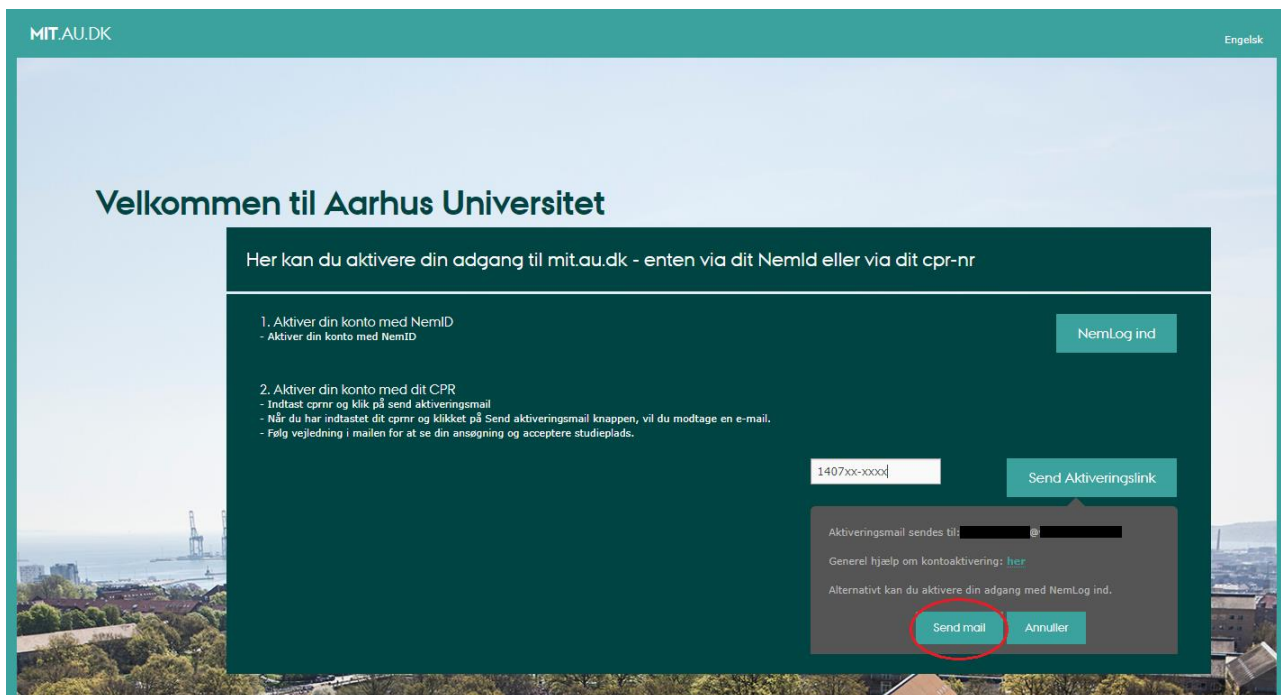 MIT.AU.DK
Engelsk
Velkommen til Aarhus Universitet
Her kan du aktivere din adgang til mit.au.dk - enten via dit NemId eller via dit cpr-nr
1. Aktiver din konto med NemID
- Aktiver din konto med NemID
NemLog ind
2. Aktiver din konto med dit CPR
- Indtast cprnr og klik på send aktiveringsmail
- Når du har indtastet dit cprnr og klikket på Send aktiveringsmail knappen, vil du modtage en e-mail.
- Følg vejledning i mailen for at se din ansøgning og acceptere studieplads.
1407xx-xxxx
Send Aktiveringslink
Aktiveringsmail sendes til: @
Generel hjælp om kontoaktivering: her
Alternativt kan du aktivere din adgang med NemLog ind.
Send mail
Annuller